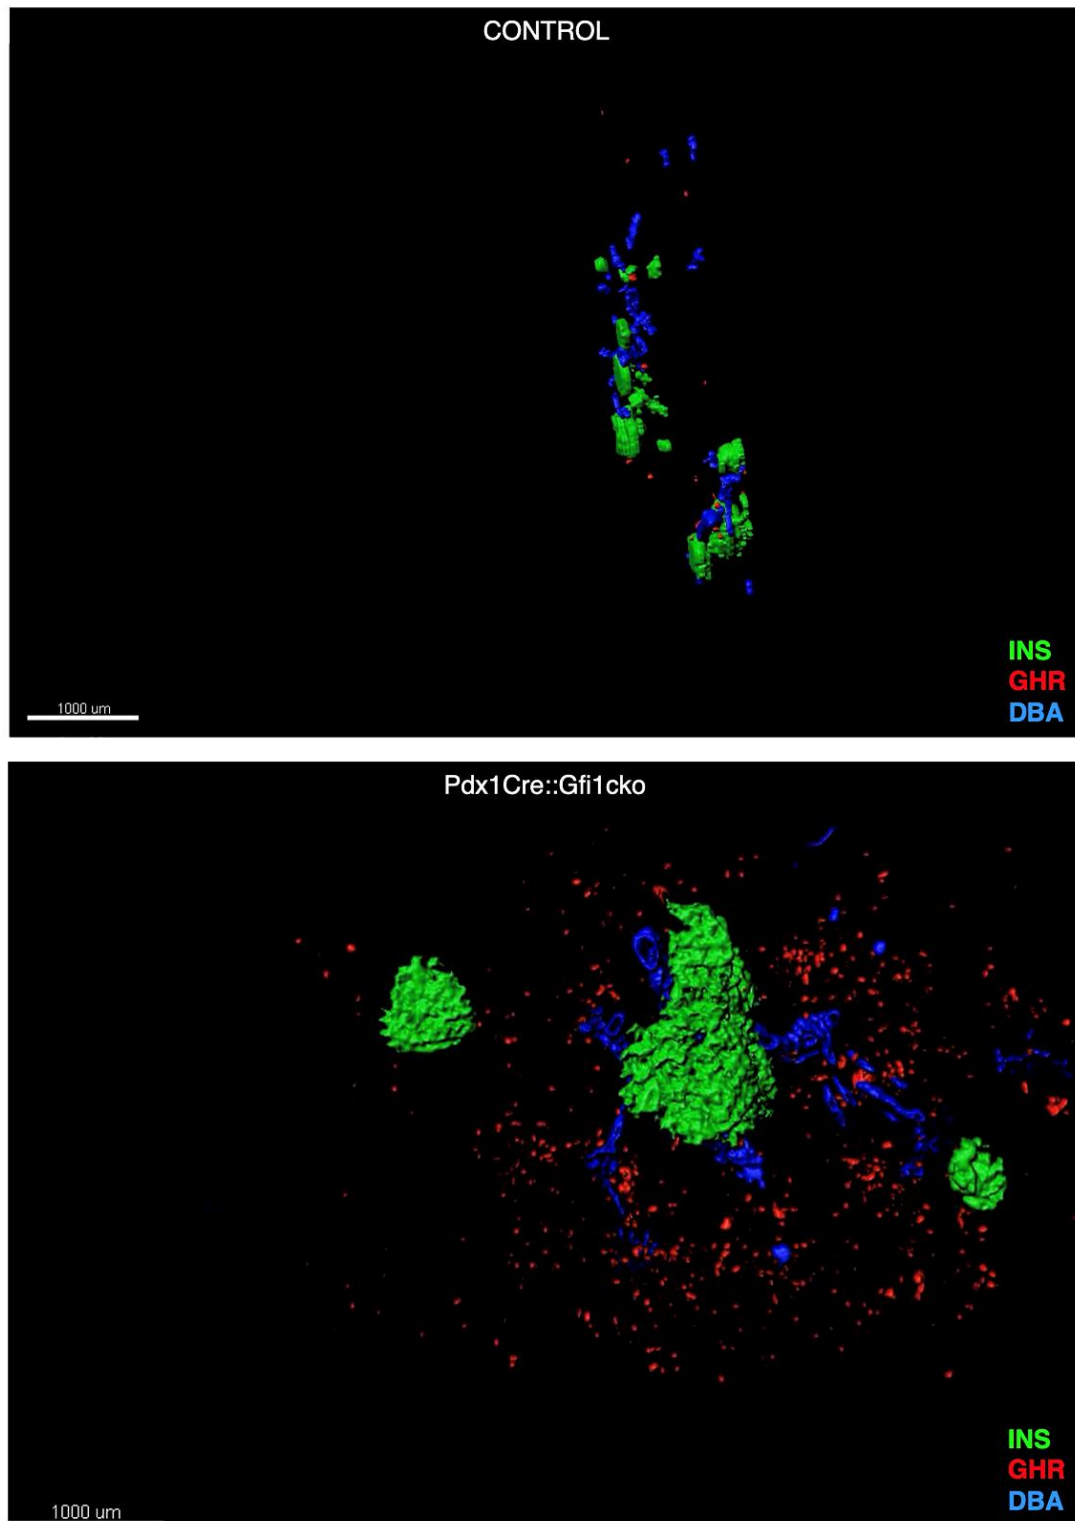 CONTROL
INS
GHR
DBA
1000 um
Pdx1Cre::Gfi1cko
INS
GHR
DBA
1000 um